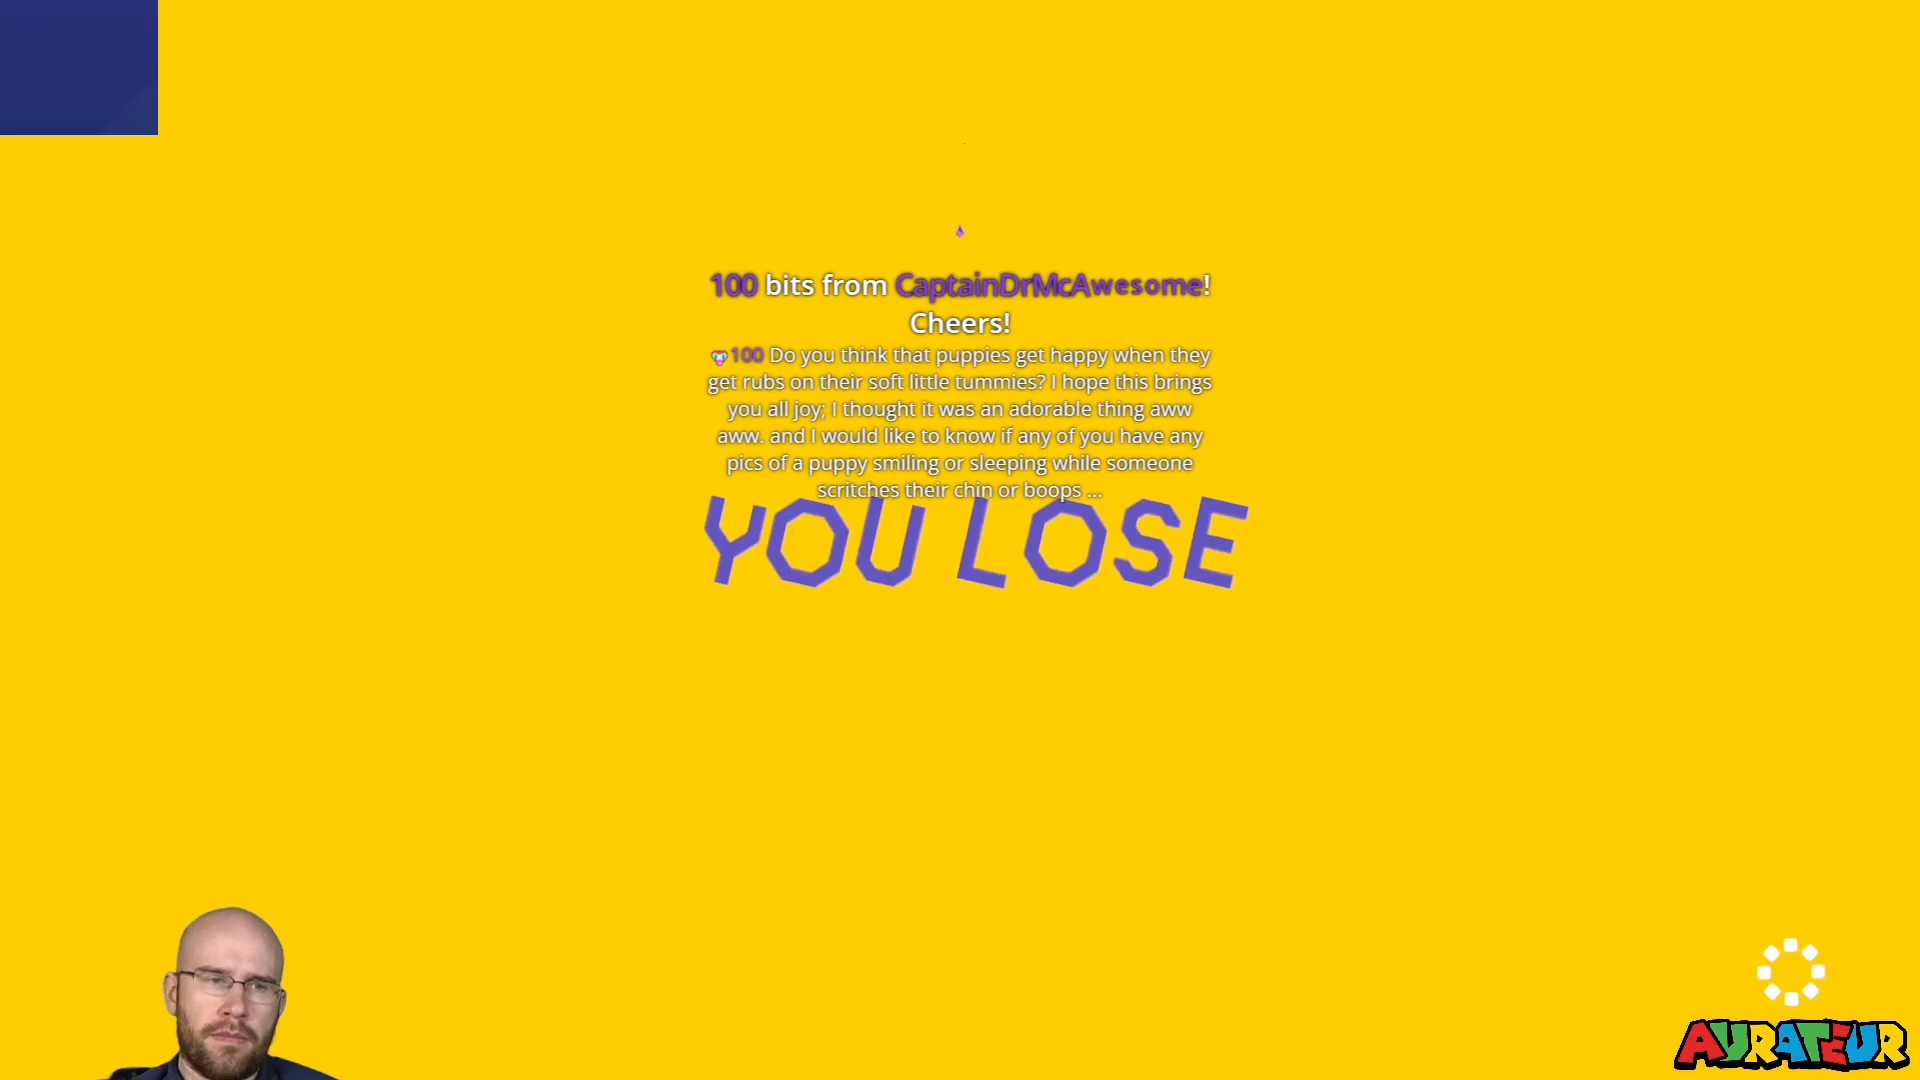 100 bits from CaptainDrMcAwesome!
Cheers!
100 Do you think that puppies get happy when they
get rubs on their soft little tummies? I hope this brings
you all joy; I thought it was an adorable thing aww
aww. and I would like to know if any of you have any
pics of a puppy smiling or sleeping while someone
scritches their chin or boops ...
YOU LOSE
AURATEUR